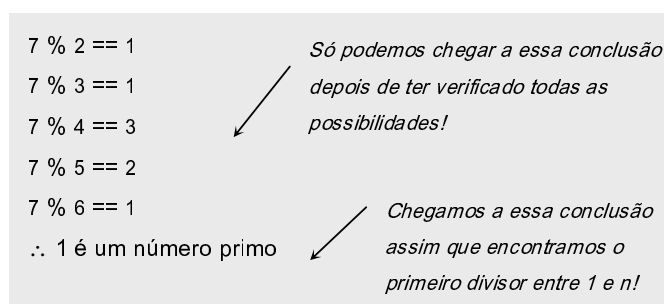 7 % 2 == 1
7 % 3 == 1
7 % 4 == 3
7 % 5 == 2
7 % 6 == 1
∴ 1 é um número primo
Só podemos chegar a essa conclusão
depois de ter verificado todas as
possibilidades!
Chegamos a essa conclusão
assim que encontramos o
primeiro divisor entre 1 e n!